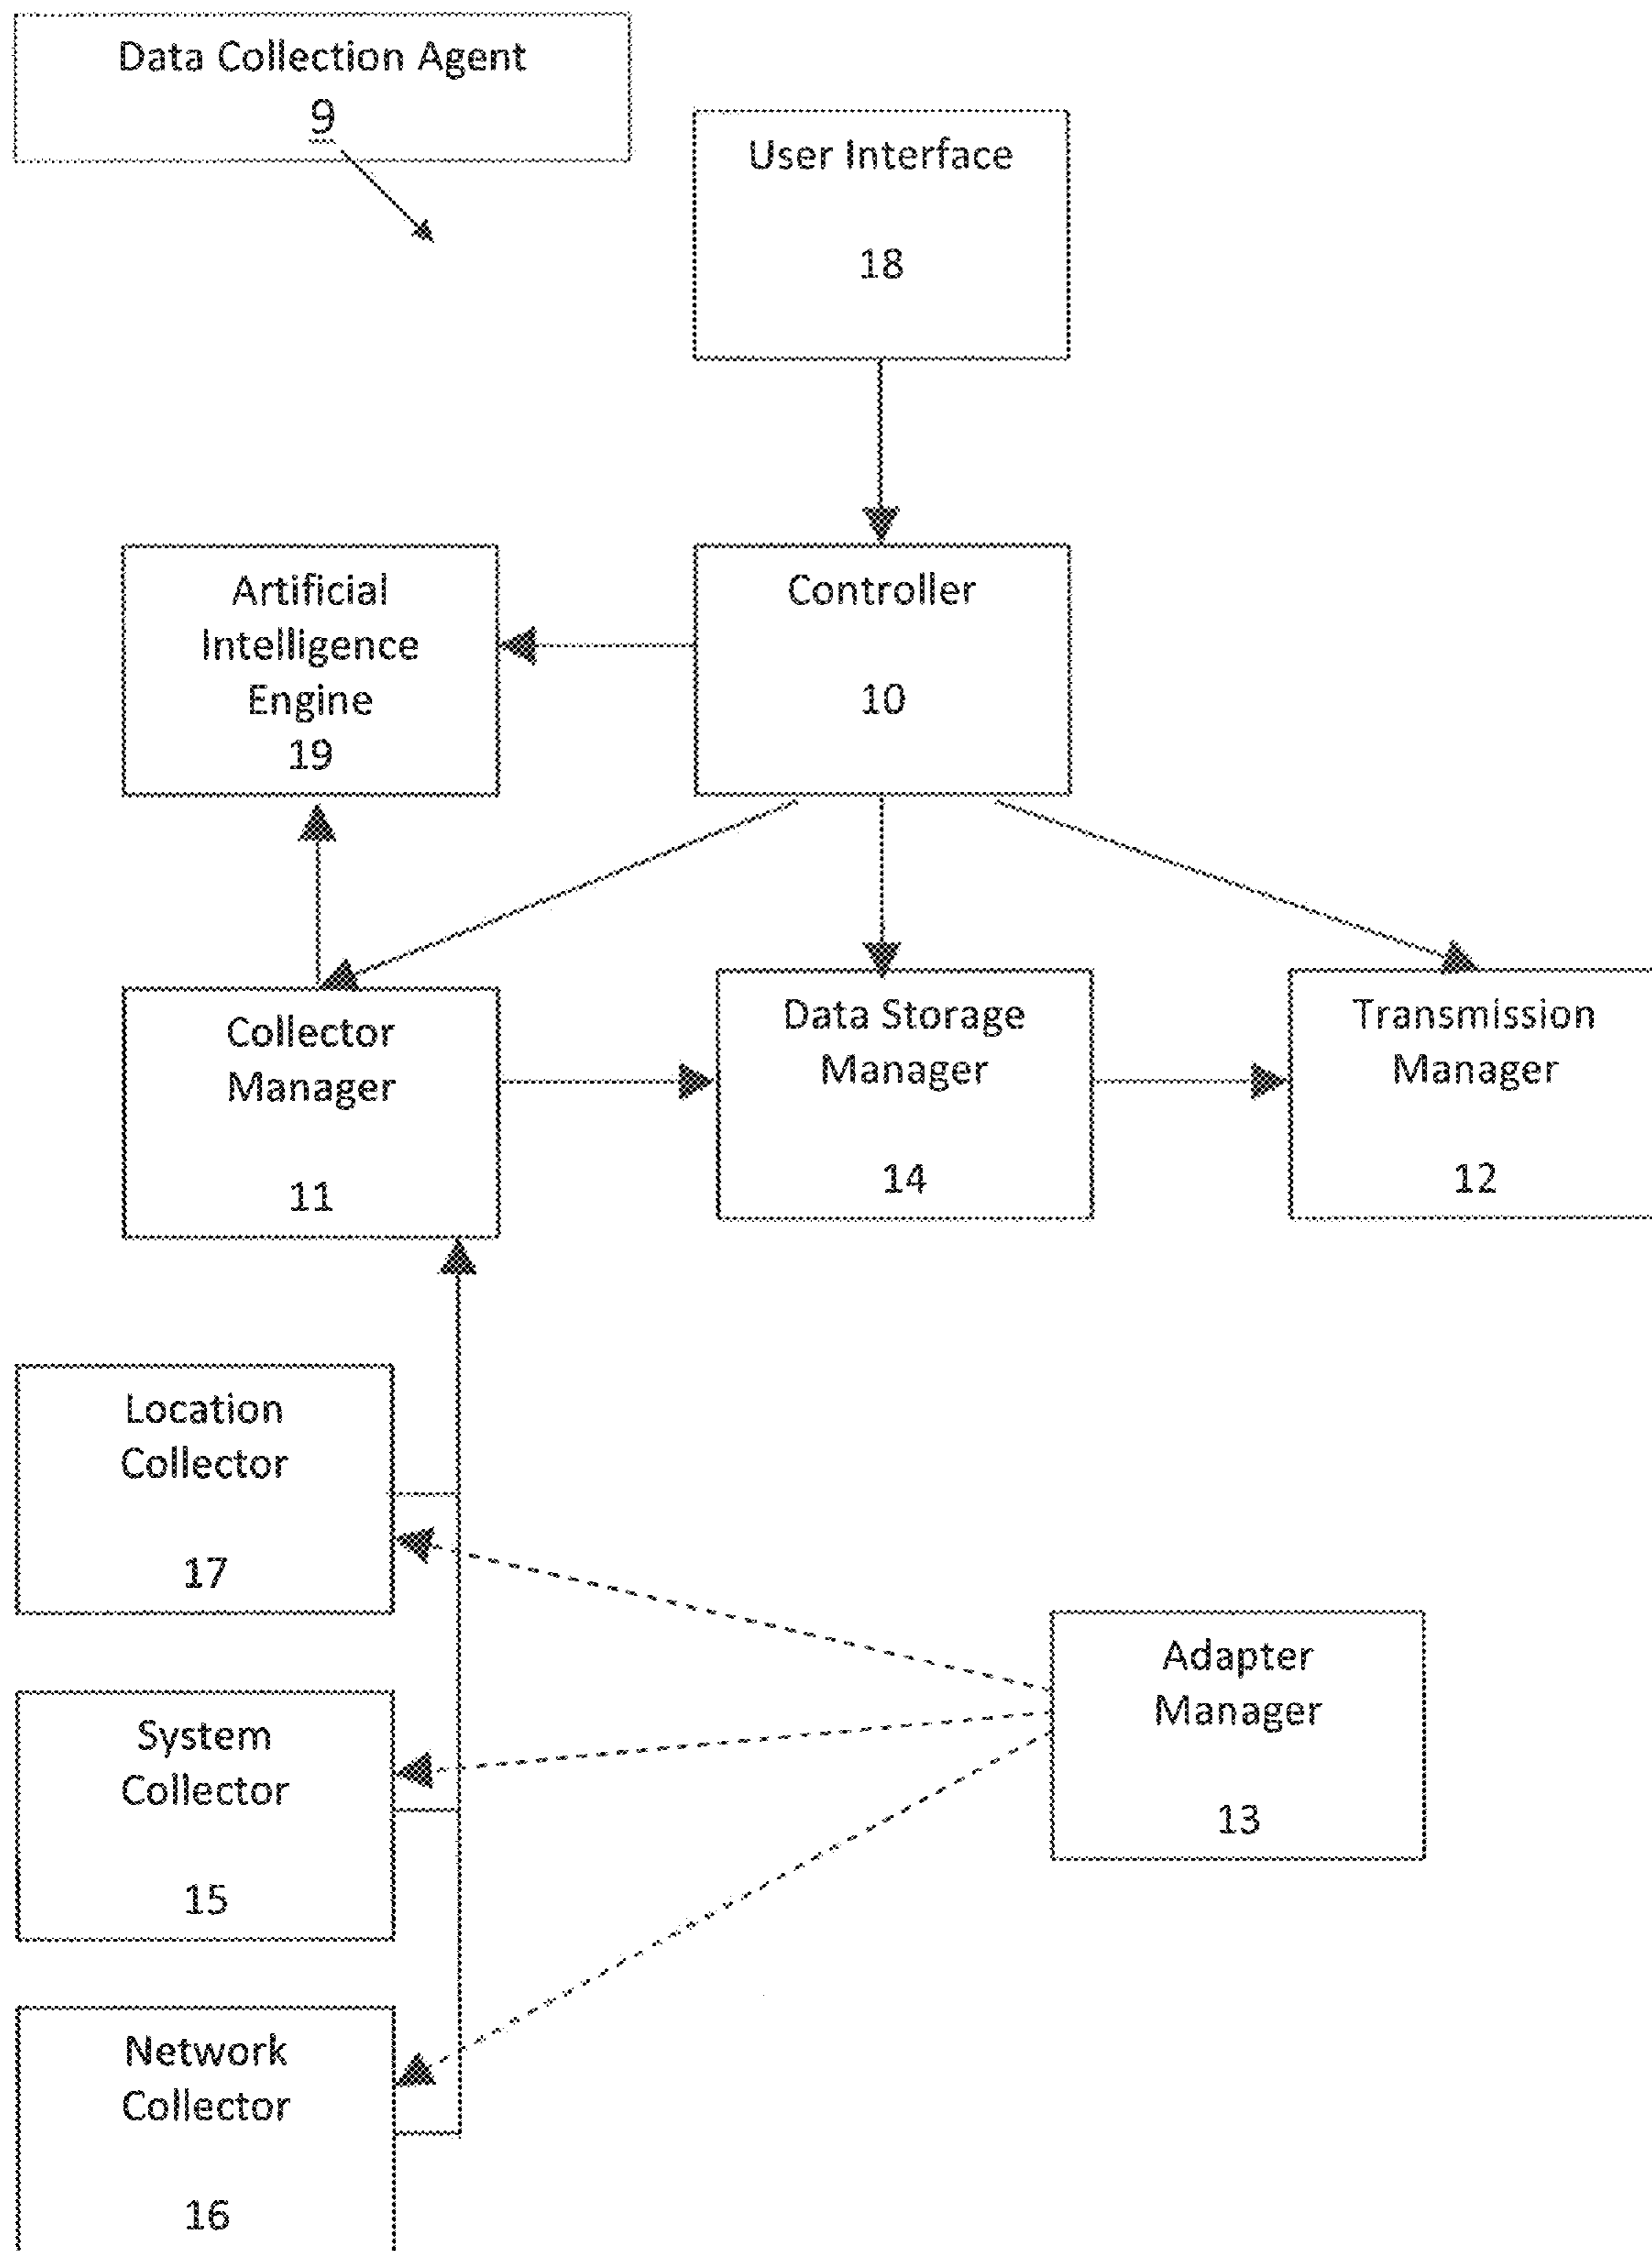 Data Collection Agent
9
User Interface
18
Artificial
Intelligence
Engine
19
Controller
10
Collector
Manager
11
Data Storage
Manager
14
Transmission
Manager
12
Location
Collector
17
System
Collector
15
Adapter
Manager
13
Network
Collector
16